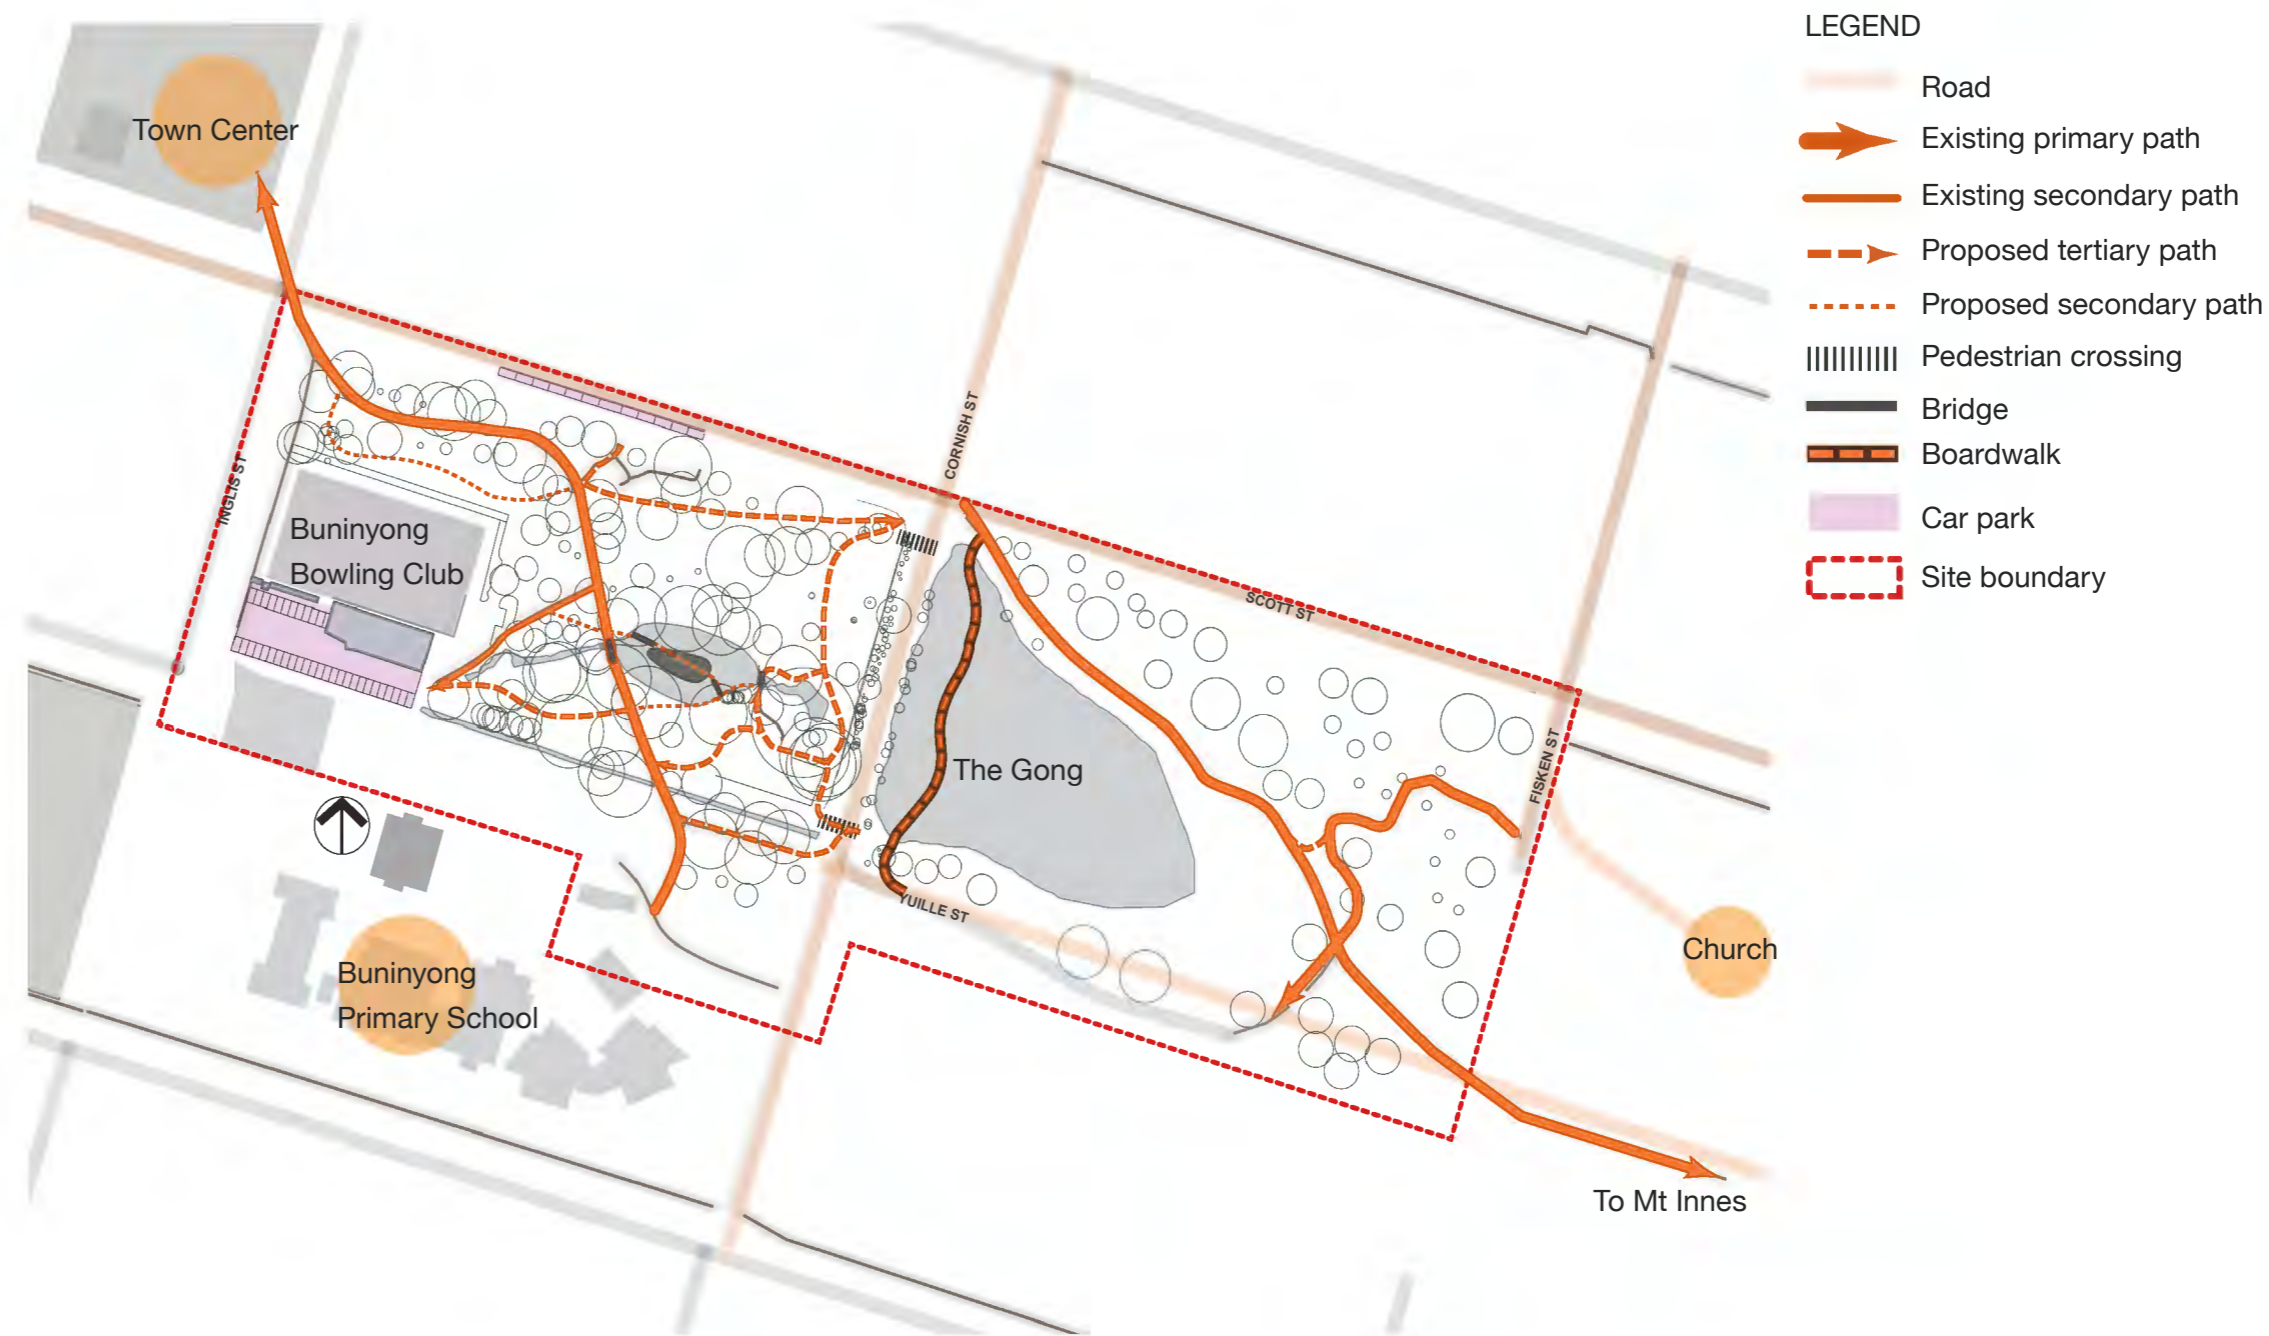 LEGEND
Road
Existing primary path
Existing secondary path
Proposed tertiary path
Proposed secondary path
Pedestrian crossing
Bridge
Boardwalk
Car park
Site boundary
Town Center
CORNISH ST
INGLIS ST
Buninyong
Bowling Club
SCOTT ST
FISKEN ST
The Gong
YUILLE ST
Church
Buninyong
Primary School
To Mt Innes